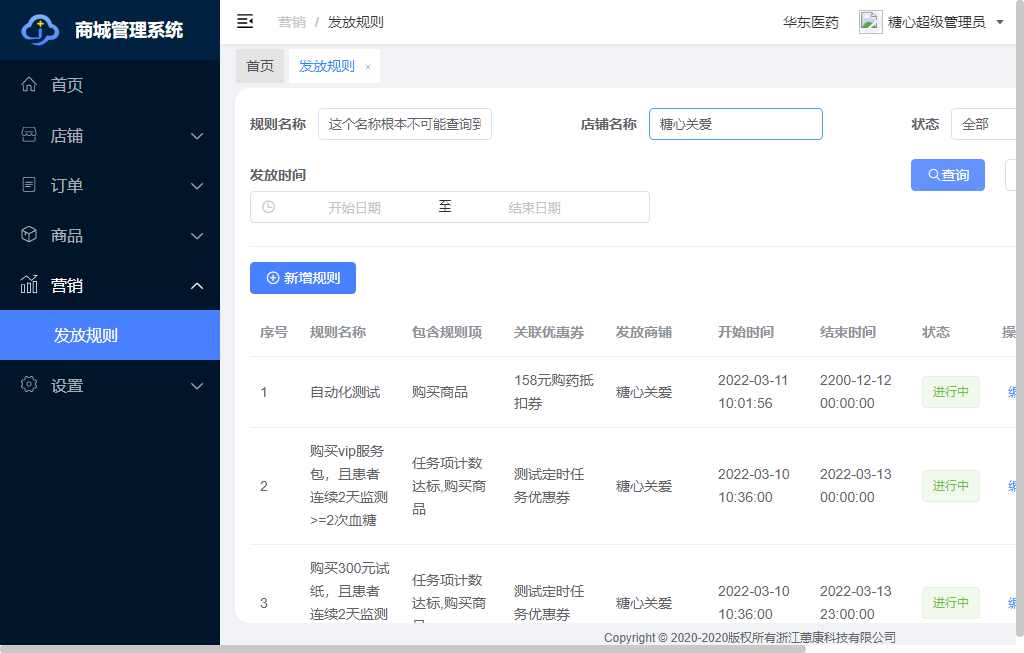 商城管理系统
首页
店铺
订单
商品
营销
发放规则
设置
营销 / 发放规则
华东医药
糖心超级管理员
首页
发放规则 ×
规则名称 这个名称根本不可能查询到
店铺名称 糖心关爱
状态 全部
发放时间
开始日期 至 结束日期
查询
新增规则
序号 规则名称 包含规则项 关联优惠券 发放商铺 开始时间 结束时间 状态
1 自动化测试 购买商品 158元购药抵 糖心关爱 2022-03-11 2200-12-12 进行中
扣券 10:01:56 00:00:00
购买vip服务
包，且患者 任务项计数
2 连续2天监测 达标,购买商 测试定时任 糖心关爱 2022-03-10 2022-03-13 进行中
>=2次血糖 品 务优惠券 10:36:00 00:00:00
购买300元试
纸，且患者 任务项计数
3 连续2天监测 达标,购买商 测试定时任 糖心关爱 2022-03-10 2022-03-13 进行中
务优惠券 10:36:00 23:00:00
Copyright © 2020-2020版权所有浙江蕙康科技有限公司